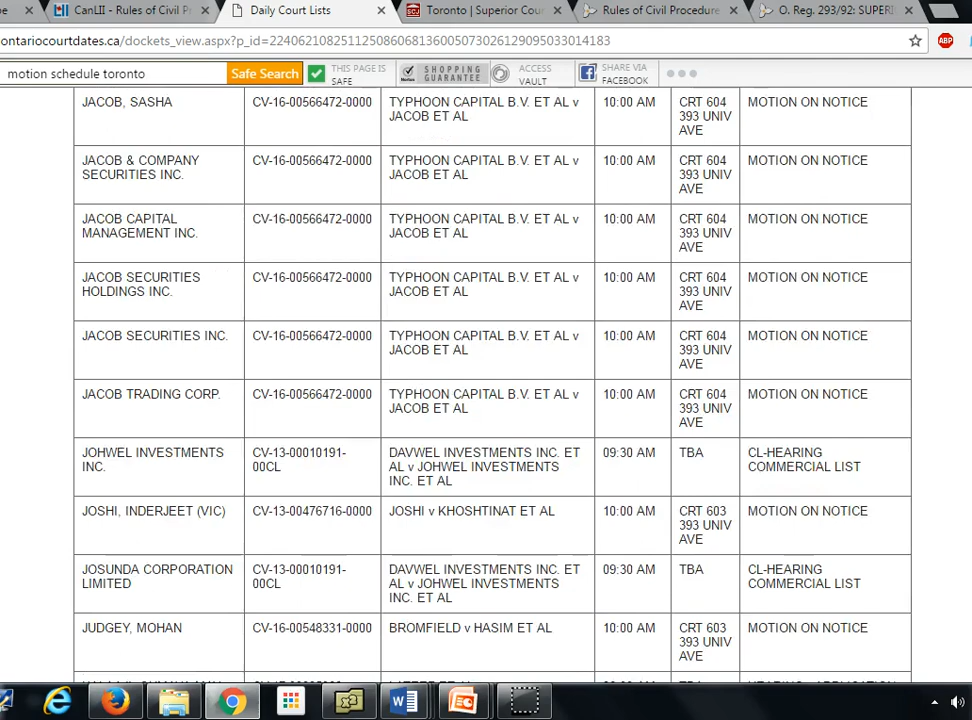 CanLII - Rules of Civil P
Daily Court Lists
Toronto | Superior Cou
Rules of Civil Procedure
O. Reg. 293/92: SUPERI
ontariocourtdates.ca/dockets_view.aspx?p_id=224062108251125086068136005073026129095033014183
ABP
motion schedule toronto
Safe Search
THIS PAGE IS
SAFE
SHOPPING
GUARANTEE
ACCESS
VAULT
SHARE VIA
FACEBOOK
JACOB, SASHA CV-16-00566472-0000 TYPHOON CAPITAL B.V. ET AL v 10:00 AM CRT 604 MOTION ON NOTICE
JACOB ET AL 393 UNIV
AVE
JACOB & COMPANY CV-16-00566472-0000 TYPHOON CAPITAL B.V. ET AL v 10:00 AM CRT 604 MOTION ON NOTICE
SECURITIES INC. JACOB ET AL 393 UNIV
AVE
JACOB CAPITAL CV-16-00566472-0000 TYPHOON CAPITAL B.V. ET AL v 10:00 AM CRT 604 MOTION ON NOTICE
MANAGEMENT INC. JACOB ET AL 393 UNIV
AVE
JACOB SECURITIES CV-16-00566472-0000 TYPHOON CAPITAL B.V. ET AL v 10:00 AM CRT 604 MOTION ON NOTICE
HOLDINGS INC. JACOB ET AL 393 UNIV
AVE
JACOB SECURITIES INC. CV-16-00566472-0000 TYPHOON CAPITAL B.V. ET AL v 10:00 AM CRT 604 MOTION ON NOTICE
JACOB ET AL 393 UNIV
AVE
JACOB TRADING CORP. CV-16-00566472-0000 TYPHOON CAPITAL B.V. ET AL v 10:00 AM CRT 604 MOTION ON NOTICE
JACOB ET AL 393 UNIV
AVE
JOHWEL INVESTMENTS CV-13-00010191- DAVWEL INVESTMENTS INC. ET 09:30 AM TBA CL-HEARING
INC. 00CL AL v JOHWEL INVESTMENTS COMMERCIAL LIST
INC. ET AL
JOSHI, INDERJEET (VIC) CV-13-00476716-0000 JOSHI v KHOSHTINAT ET AL 10:00 AM CRT 603 MOTION ON NOTICE
393 UNIV
AVE
JOSUNDA CORPORATION CV-13-00010191- DAVWEL INVESTMENTS INC. ET 09:30 AM TBA CL-HEARING
LIMITED 00CL AL v JOHWEL INVESTMENTS COMMERCIAL LIST
INC. ET AL
JUDGEY, MOHAN CV-16-00548331-0000 BROMFIELD v HASIM ET AL 10:00 AM CRT 603 MOTION ON NOTICE
393 UNIV
AVE